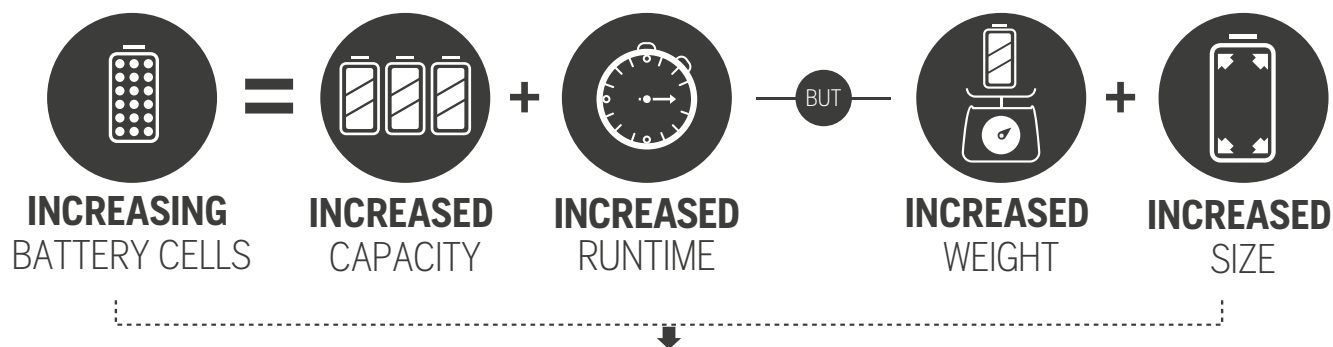 BUT
INCREASING
BATTERY CELLS
INCREASED
CAPACITY
INCREASED
RUNTIME
INCREASED
WEIGHT
INCREASED
SIZE